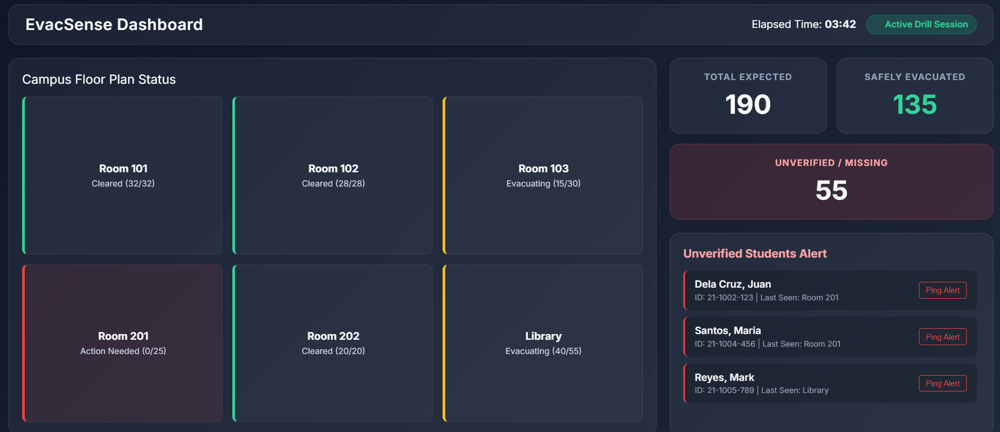 EvacSense Dashboard
Elapsed Time: 03:42
Active Drill Session
Campus Floor Plan Status
Room 101
Cleared (32/32)
Room 102
Cleared (28/28)
Room 103
Evacuating (15/30)
Room 201
Action Needed (0/25)
Room 202
Cleared (20/20)
Library
Evacuating (40/55)
TOTAL EXPECTED
190
SAFELY EVACUATED
135
UNVERIFIED / MISSING
55
Unverified Students Alert
Dela Cruz, Juan
ID: 21-1002-123 | Last Seen: Room 201
Ping Alert
Santos, Maria
ID: 21-1004-456 | Last Seen: Room 201
Ping Alert
Reyes, Mark
ID: 21-1005-789 | Last Seen: Library
Ping Alert